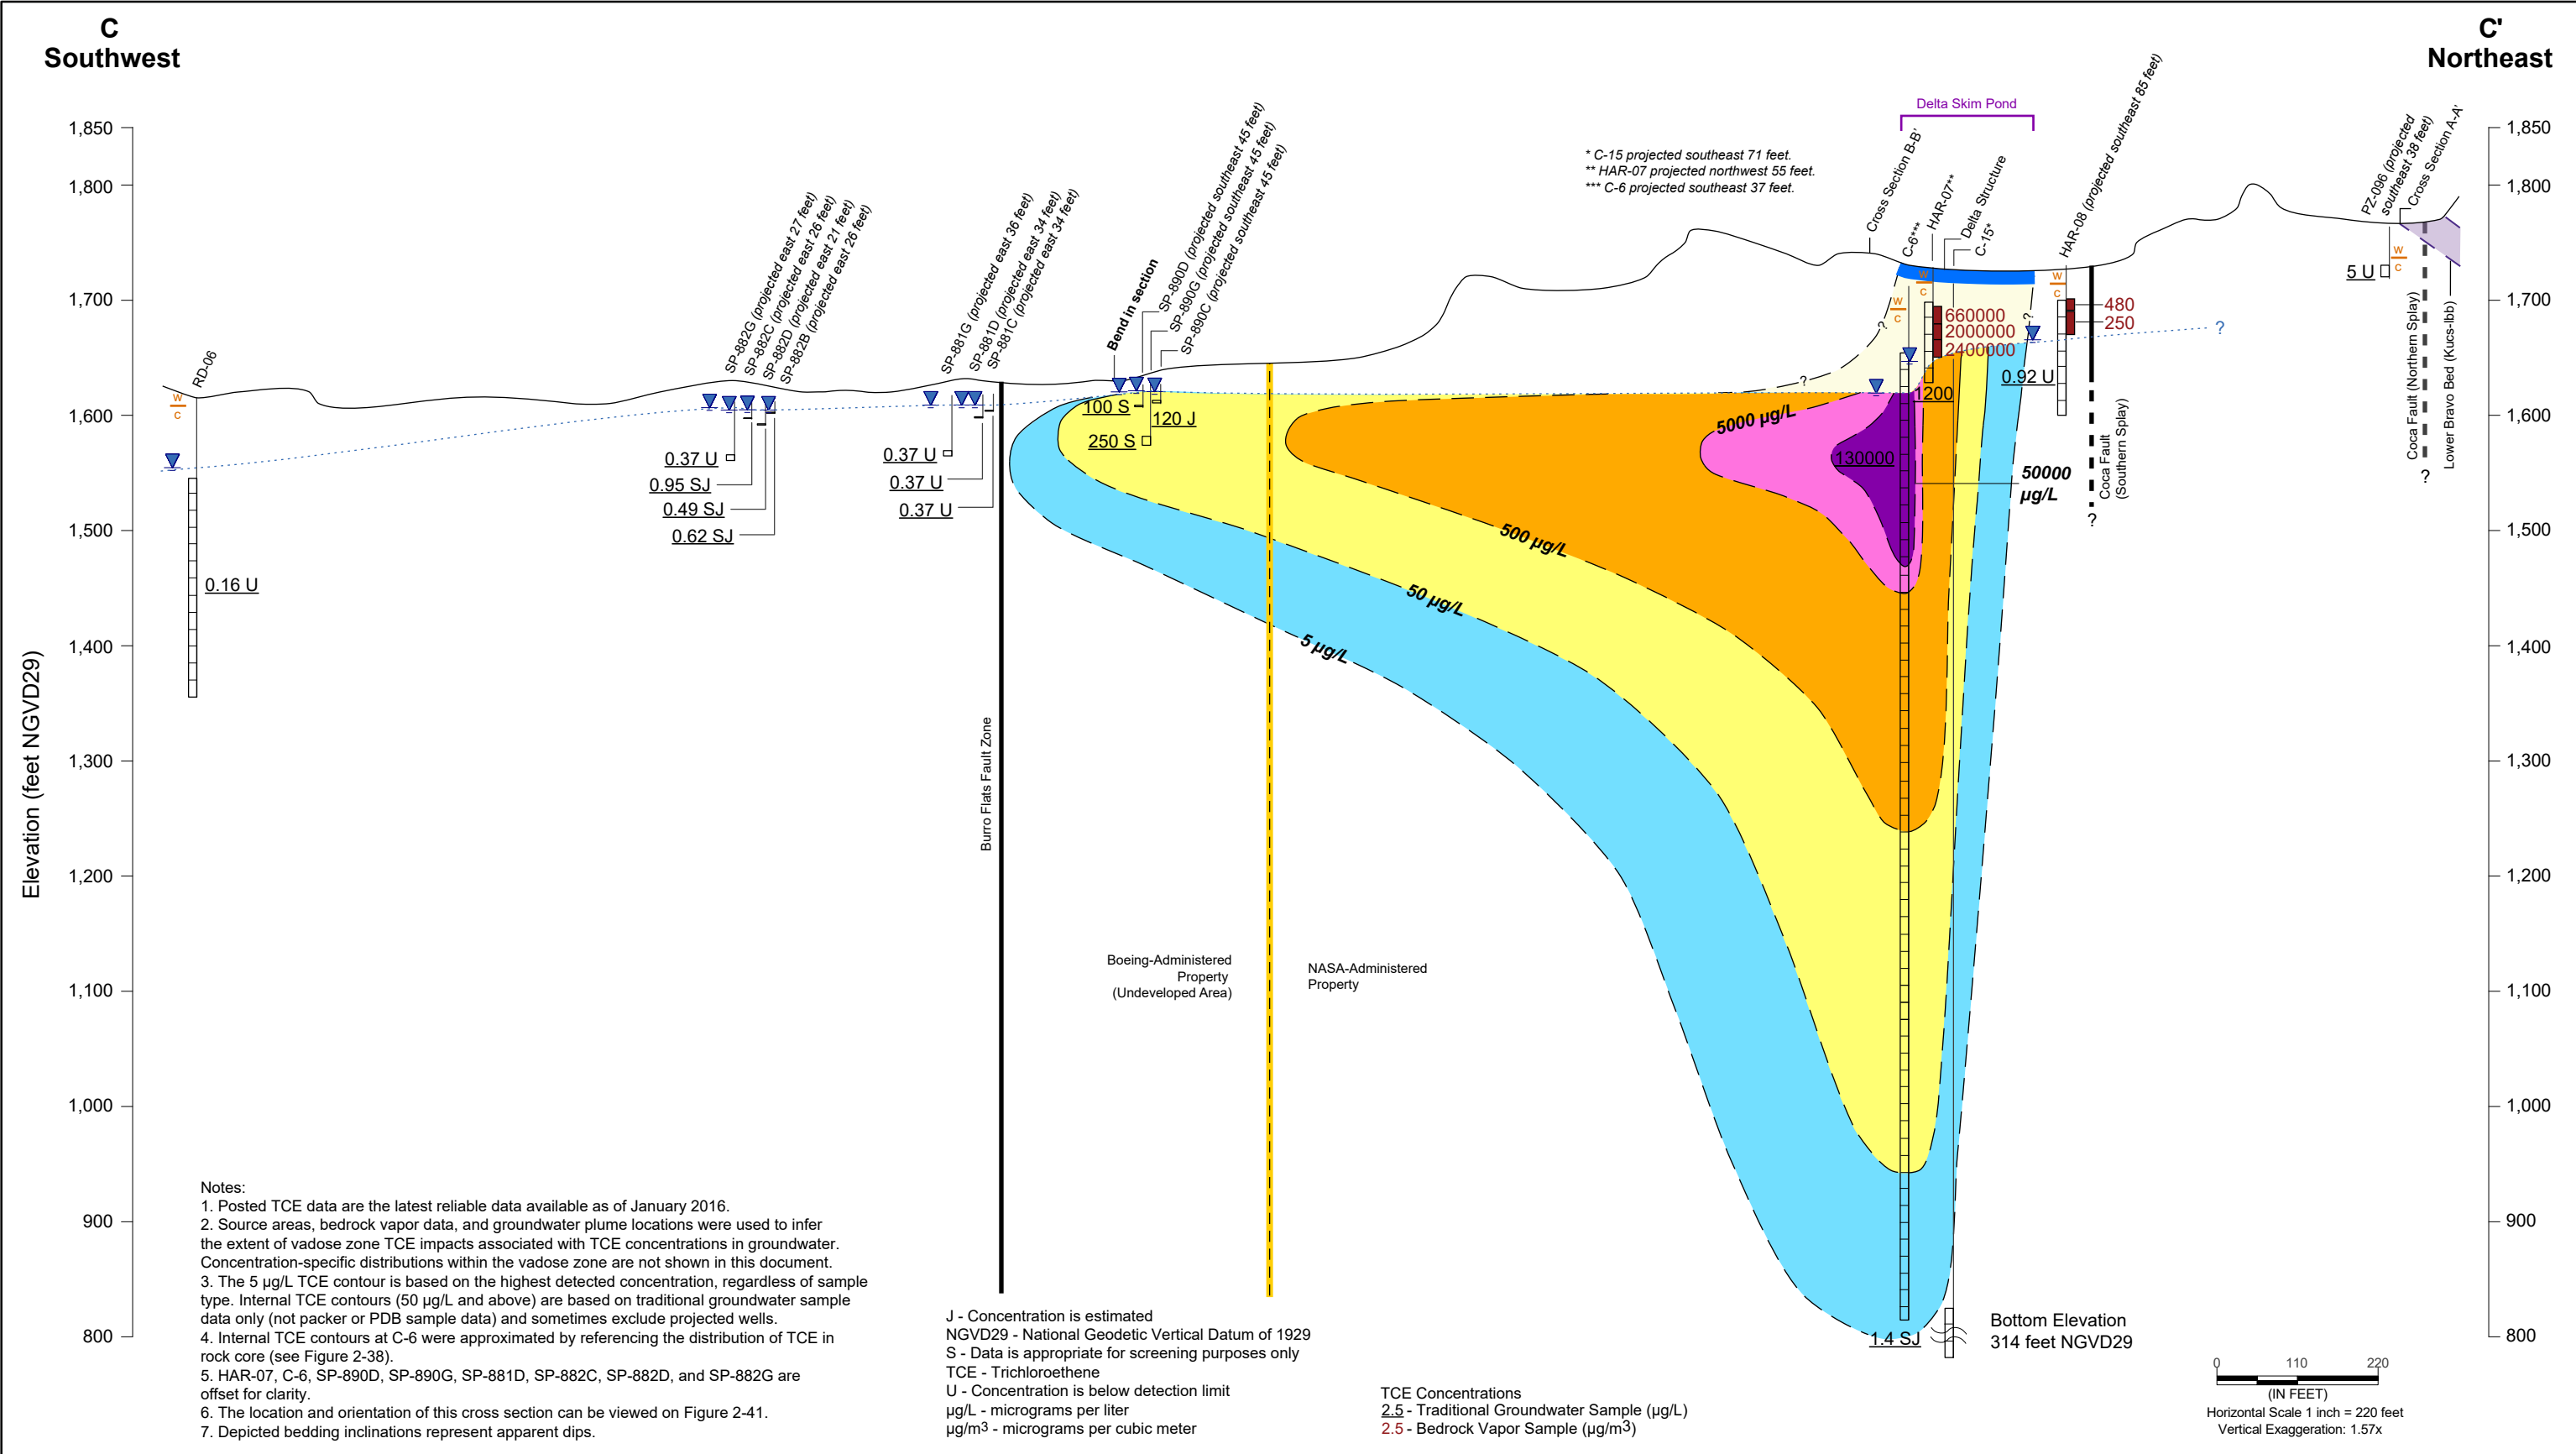 C
Southwest
C'
Northeast
Elevation (feet NGVD29)
1,850
1,800
1,700
1,600
1,500
1,400
1,300
1,200
1,100
1,000
900
800
RD-06
W
C
0.16 U
SP-882G (projected east 27 feet)
SP-882C (projected east 26 feet)
SP-882D (projected east 21 feet)
SP-882B (projected east 26 feet)
0.37 U
0.95 SJ
0.49 SJ
0.62 SJ
SP-881G (projected east 36 feet)
SP-881D (projected east 34 feet)
SP-881C (projected east 34 feet)
0.37 U
0.37 U
0.37 U
Burro Flats Fault Zone
Bend in section
SP-890D (projected southeast 45 feet)
SP-890G (projected southeast 45 feet)
SP-890C (projected southeast 45 feet)
100 S
120 J
250 S
Boeing-Administered
Property
(Undeveloped Area)
NASA-Administered
Property
5 µg/L
50 µg/L
500 µg/L
5000 µg/L
50000
µg/L
* C-15 projected southeast 71 feet.
** HAR-07 projected northwest 55 feet.
*** C-6 projected southeast 37 feet.
Delta Skim Pond
Cross Section B-B'
C-6***
HAR-07**
Delta Structure
C-15*
HAR-08 (projected southeast 85 feet)
W
C
W
C
W
C
?
?
?
?
660000
2000000
2400000
1200
130000
480
250
0.92 U
Coca Fault
(Southern Splay)
?
PZ-096 (projected
southeast 38 feet)
Cross Section A-A'
W
C
5 U
Coca Fault (Northern Splay)
?
Lower Bravo Bed (Kucs-lbb)
1,850
1,800
1,700
1,600
1,500
1,400
1,300
1,200
1,100
1,000
900
800
1.4 SJ
Bottom Elevation
314 feet NGVD29
Notes:
1. Posted TCE data are the latest reliable data available as of January 2016.
2. Source areas, bedrock vapor data, and groundwater plume locations were used to infer
the extent of vadose zone TCE impacts associated with TCE concentrations in groundwater.
Concentration-specific distributions within the vadose zone are not shown in this document.
3. The 5 µg/L TCE contour is based on the highest detected concentration, regardless of sample
type. Internal TCE contours (50 µg/L and above) are based on traditional groundwater sample
data only (not packer or PDB sample data) and sometimes exclude projected wells.
4. Internal TCE contours at C-6 were approximated by referencing the distribution of TCE in
rock core (see Figure 2-38).
5. HAR-07, C-6, SP-890D, SP-890G, SP-881D, SP-882C, SP-882D, and SP-882G are
offset for clarity.
6. The location and orientation of this cross section can be viewed on Figure 2-41.
7. Depicted bedding inclinations represent apparent dips.
J - Concentration is estimated
NGVD29 - National Geodetic Vertical Datum of 1929
S - Data is appropriate for screening purposes only
TCE - Trichloroethene
U - Concentration is below detection limit
µg/L - micrograms per liter
µg/m3 - micrograms per cubic meter
TCE Concentrations
2.5 - Traditional Groundwater Sample (µg/L)
2.5 - Bedrock Vapor Sample (µg/m3)
0 110 220
(IN FEET)
Horizontal Scale 1 inch = 220 feet
Vertical Exaggeration: 1.57x